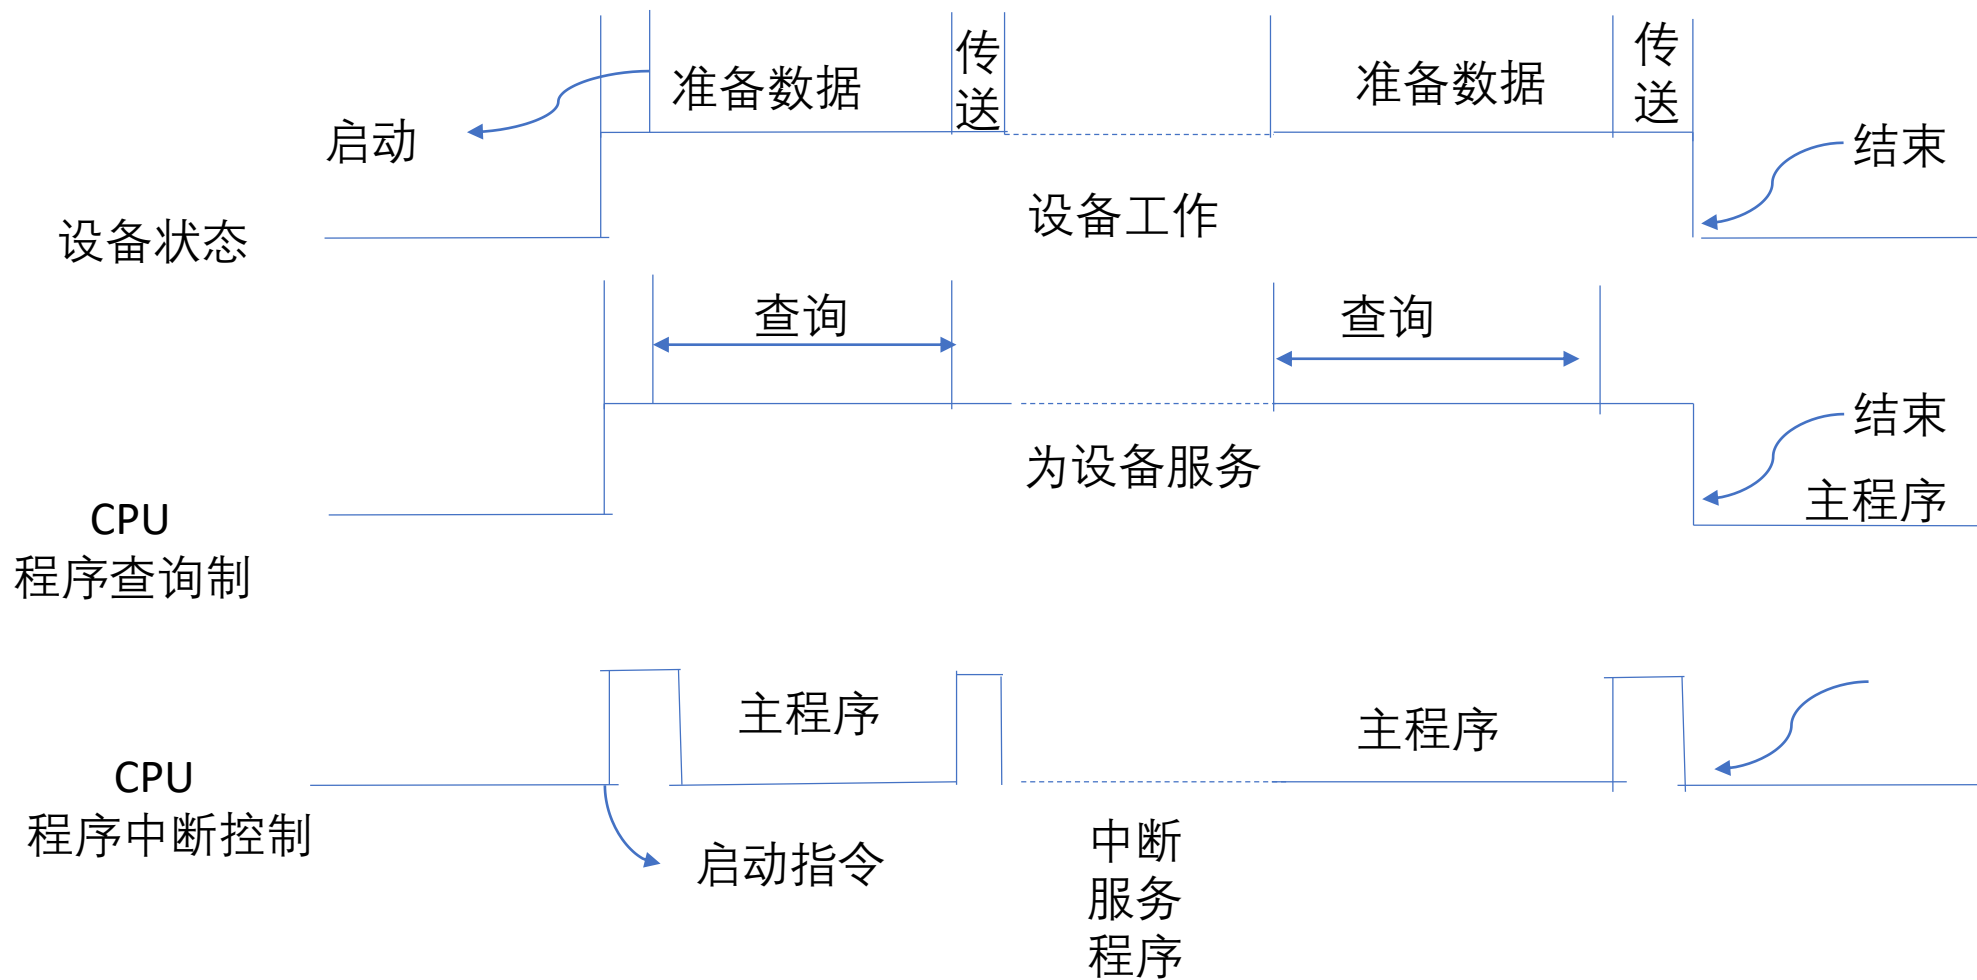 准备数据
传
送
准备数据
传
送
启动
结束
设备状态
设备工作
查询
查询
结束
为设备服务
主程序
CPU
程序查询制
主程序
主程序
CPU
程序中断控制
启动指令
中断
服务
程序